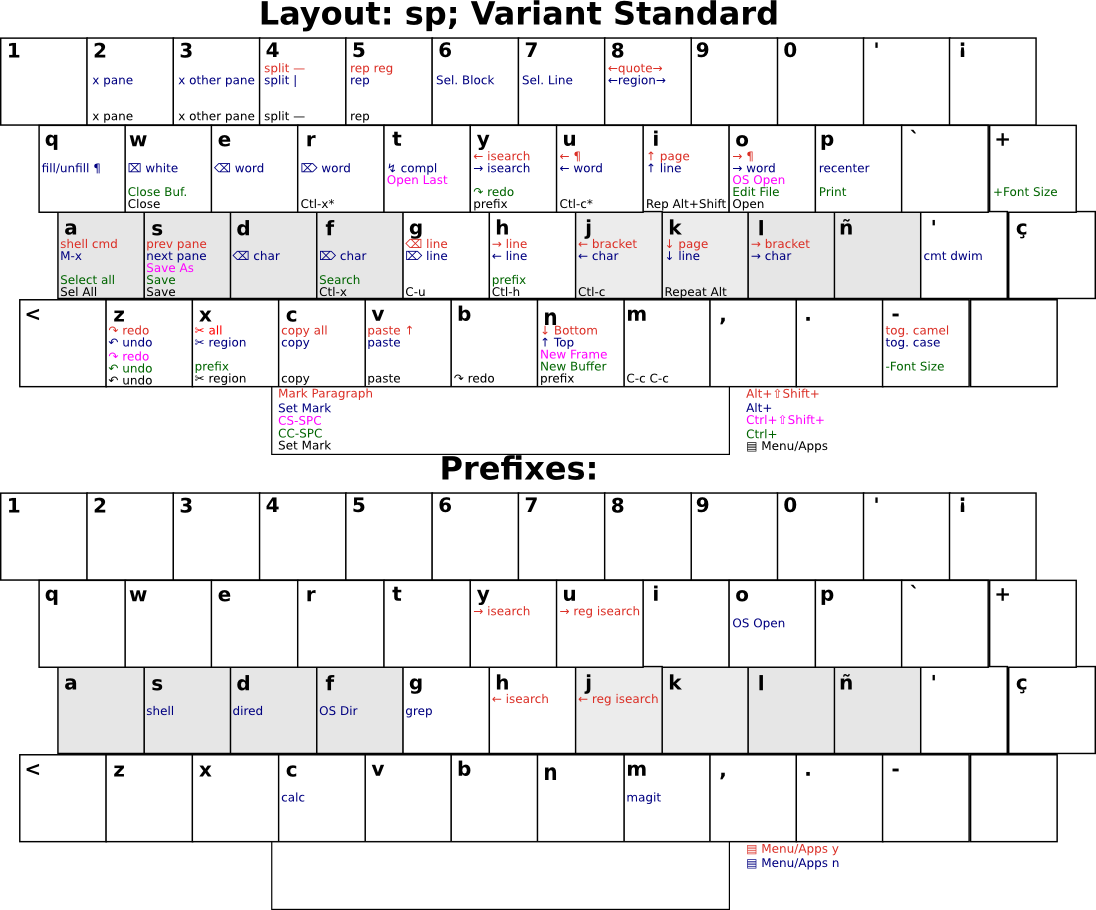 Layout: sp; Variant Standard
1 2 3 4 5 6 7 8 9 0 ' ¡
split — rep reg ←quote→
x pane x other pane split | rep Sel. Block Sel. Line ←region→
x pane x other pane split — rep
q w e r t y u i o p ` +
← isearch ← ¶ ↑ page → ¶
fill/unfill ¶ ⌧ white ⌫ word ⌦ word ↯ compl → isearch ← word ↑ line → word recenter
Open Last OS Open
Close Buf. ↷ redo Edit File Print +Font Size
Close Ctl-x* prefix Ctl-c* Rep Alt+Shift Open
a s d f g h j k l ñ ' ç
shell cmd prev pane ⌫ line → line ← bracket ↓ page → bracket
M-x next pane ⌫ char ⌦ char ⌦ line ← line ← char ↓ line → char cmt dwim
Save As
Select all Save Search prefix
Sel All Save Ctl-x C-u Ctl-h Ctl-c Repeat Alt
< z x c v b n m , . -
↷ redo ✂ all copy all paste ↑ ↓ Bottom tog. camel
↶ undo ✂ region copy paste ↑ Top tog. case
↷ redo New Frame
↶ undo prefix New Buffer -Font Size
↶ undo ✂ region copy paste ↷ redo prefix C-c C-c
Mark Paragraph Alt+⇧Shift+
Set Mark Alt+
CS-SPC Ctrl+⇧Shift+
CC-SPC Ctrl+
Set Mark ▤ Menu/Apps
Prefixes:
1 2 3 4 5 6 7 8 9 0 ' ¡
q w e r t y u i o p ` +
→ isearch → reg isearch
OS Open
a s d f g h j k l ñ ' ç
← isearch ← reg isearch
shell dired OS Dir grep
< z x c v b n m , . -
calc magit
▤ Menu/Apps y
▤ Menu/Apps n